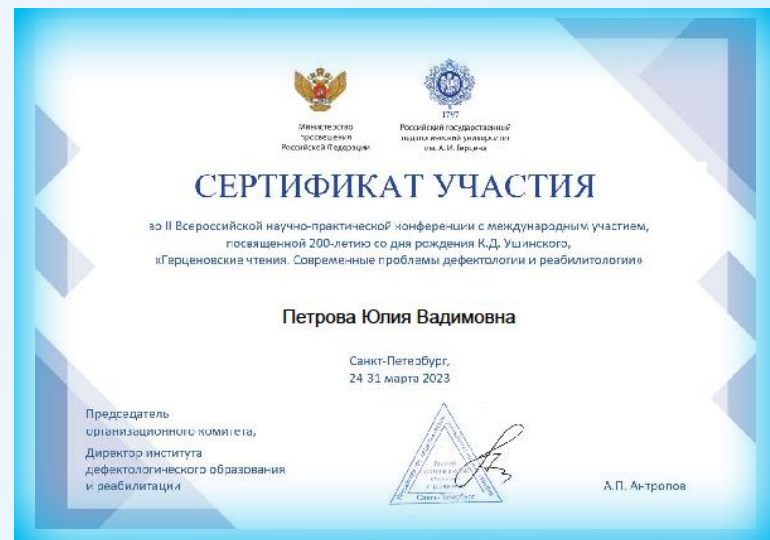 Министерство
просвещения
Российской Федерации
1797
Российский государственный
педагогический университет
им. А. И. Герцена
СЕРТИФИКАТ УЧАСТИЯ
во II Всероссийской научно-практической конференции с международным участием,
посвященной 200-летию со дня рождения К.Д. Ушинского,
«Герценовские чтения. Современные проблемы дефектологии и реабилитологии»
Петрова Юлия Вадимовна
Санкт-Петербург,
24-31 марта 2023
Председатель
организационного комитета,
Директор института
дефектологического образования
и реабилитации
Санкт-Петербург
А.П. Антропов